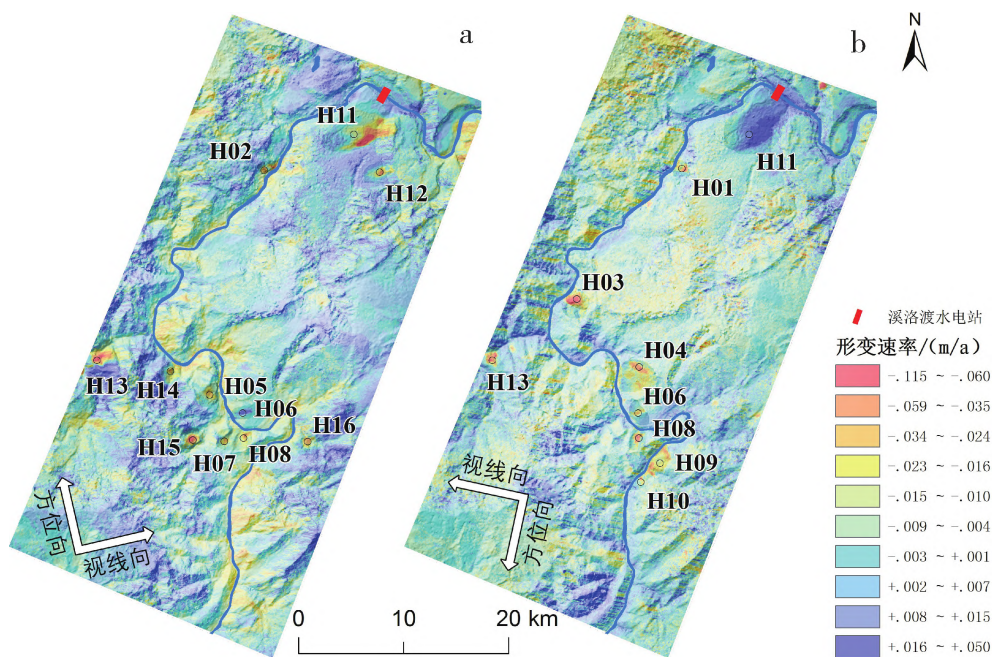 a
b
N
H11
H02
H12
H13
H14
H05
H06
H16
H15
H07
H08
方位向
视线向
H11
H01
H03
H04
H13
H06
H08
H09
H10
视线向
方位向
0 10 20 km
溪洛渡水电站
形变速率/(m/a)
-.115 ~ -.060
-.059 ~ -.035
-.034 ~ -.024
-.023 ~ -.016
-.015 ~ -.010
-.009 ~ -.004
-.003 ~ +.001
+.002 ~ +.007
+.008 ~ +.015
+.016 ~ +.050